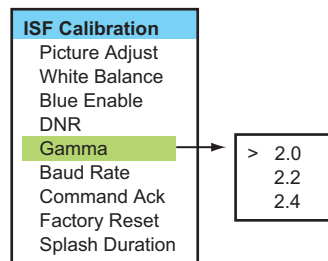 ISF Calibration
Picture Adjust
White Balance
Blue Enable
DNR
Gamma
Baud Rate
Command Ack
Factory Reset
Splash Duration
> 2.0
2.2
2.4